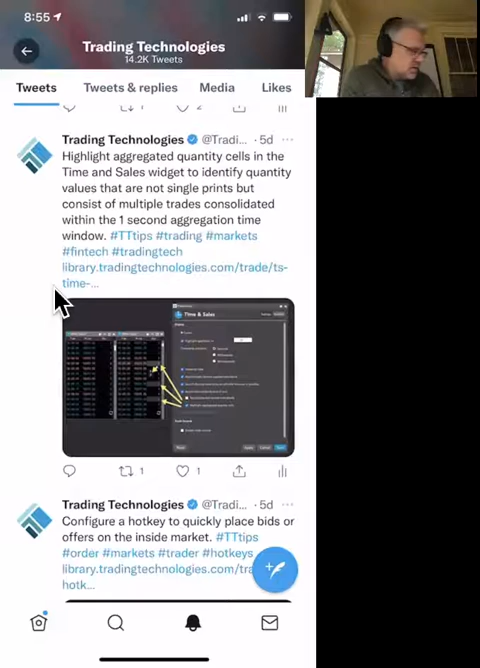 8:55
Trading Technologies
14.2K Tweets
Tweets
Tweets & replies
Media
Likes
1
2
Trading Technologies @Tradi... · 5d
Highlight aggregated quantity cells in the
Time and Sales widget to identify quantity
values that are not single prints but
consist of multiple trades consolidated
within the 1 second aggregation time
window. #TTtips #trading #markets
#fintech #tradingtech
library.tradingtechnologies.com/trade/ts-
time-...
Time & Sales
1
1
Trading Technologies @Tradi... · 5d
Configure a hotkey to quickly place bids or
offers on the inside market. #TTtips
#order #markets #trader #hotkeys
library.tradingtechnologies.com/tra
hotk...